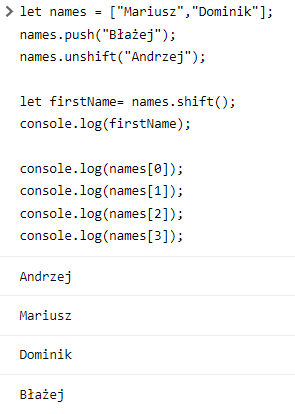 let names = ["Mariusz","Dominik"];
names.push("Błażej");
names.unshift("Andrzej");
let firstName= names.shift();
console.log(firstName);
console.log(names[0]);
console.log(names[1]);
console.log(names[2]);
console.log(names[3]);
Andrzej
Mariusz
Dominik
Błażej